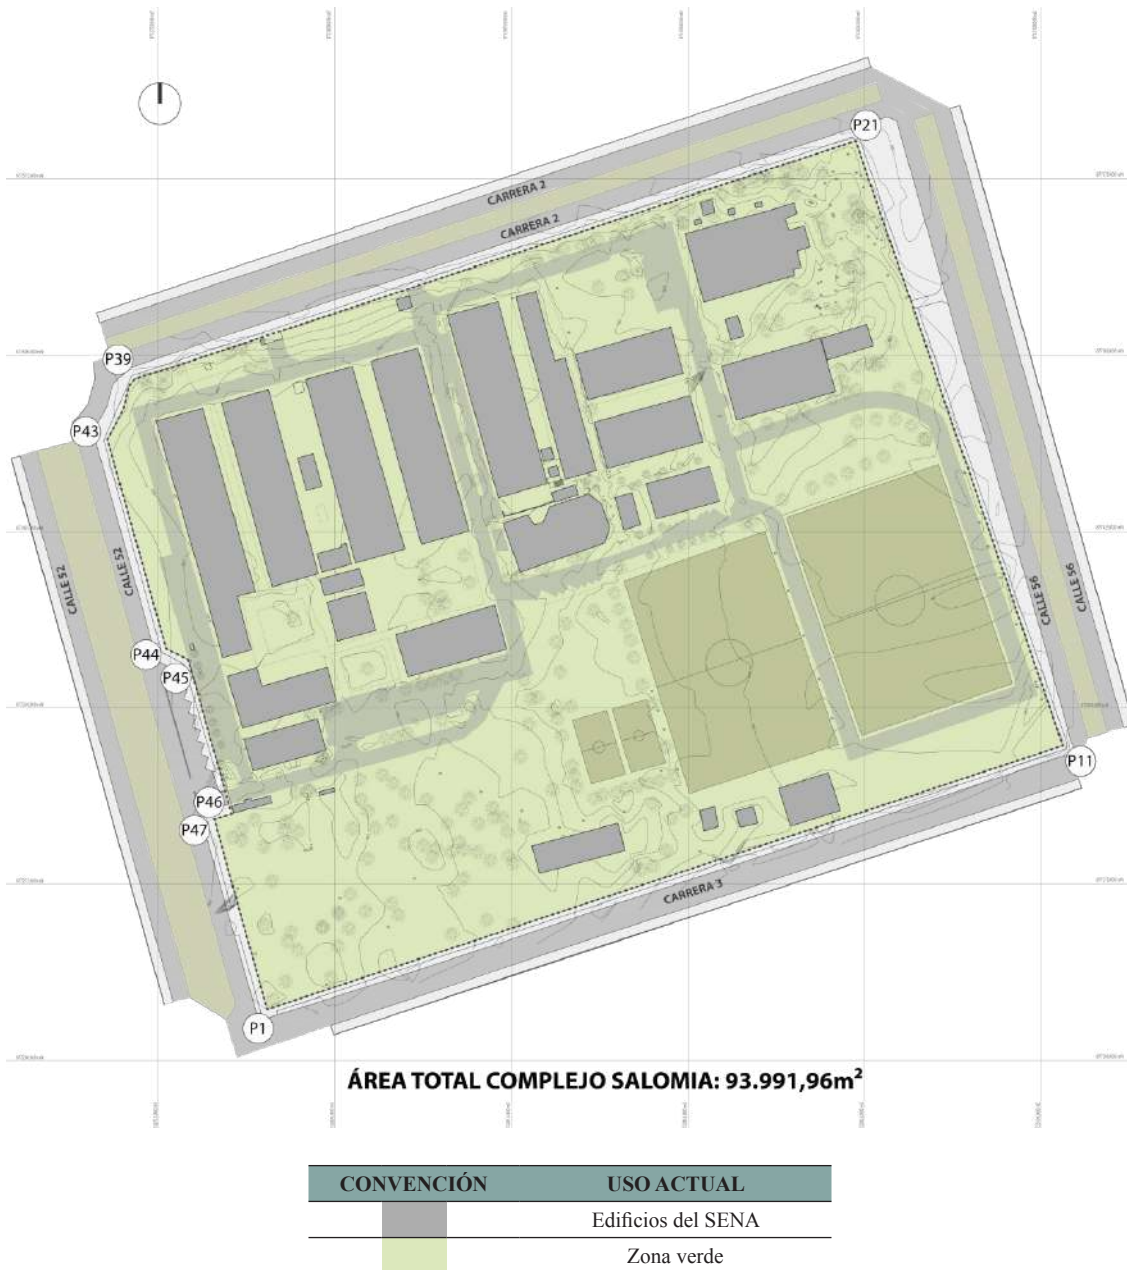 P21
CARRERA 2
CARRERA 2
P39
P43
CALLE 52
CALLE 52
CALLE 56
CALLE 56
P44
P45
P46
P47
P11
CARRERA 3
P1
ÁREA TOTAL COMPLEJO SALOMIA: 93.991,96m²
CONVENCIÓN USO ACTUAL
Edificios del SENA
Zona verde